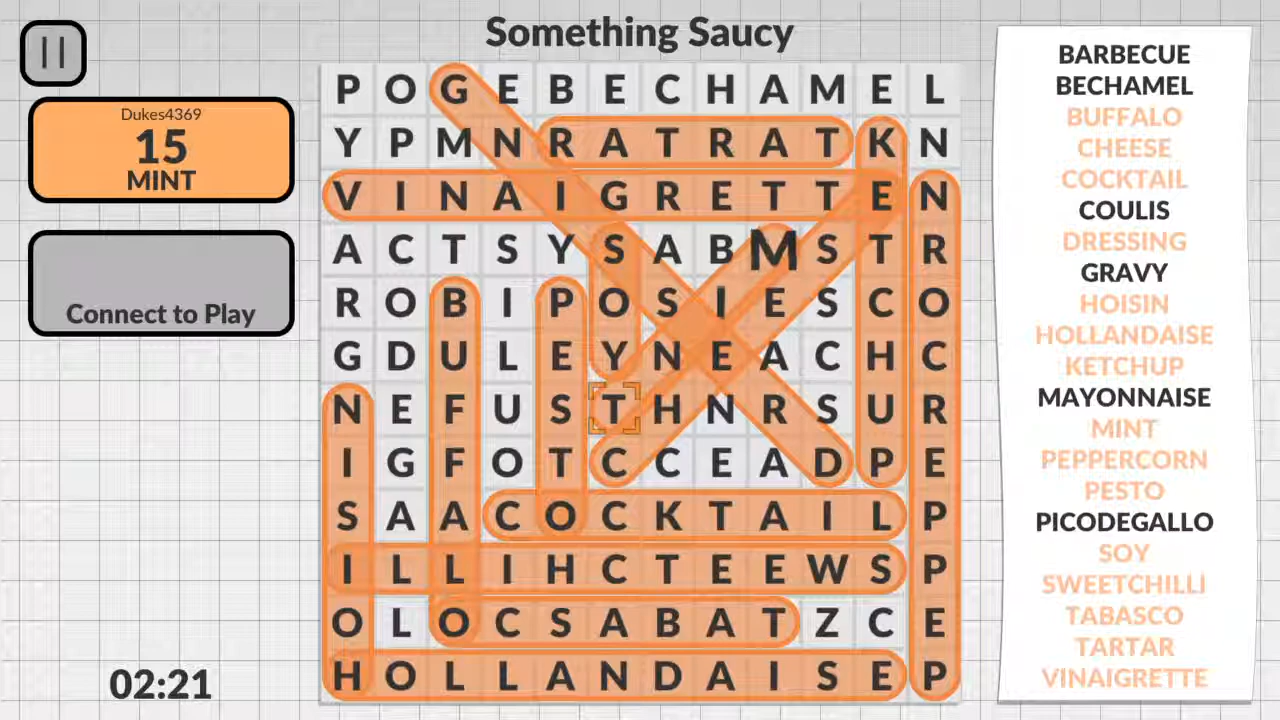 Something Saucy
Dukes4369
15
MINT
Connect to Play
02:21
P O G E B E C H A M E L
Y P M N R A T R A T K N
V I N A I G R E T T E N
A C T S Y S A B M S T R
R O B I P O S I E S C O
G D U L E Y N E A C H C
N E F U S T H N R S U R
I G F O T C C E A D P E
S A A C O C K T A I L P
I L L I H C T E E W S P
O L O C S A B A T Z C E
H O L L A N D A I S E P
BARBECUE
BECHAMEL
BUFFALO
CHEESE
COCKTAIL
COULIS
DRESSING
GRAVY
HOISIN
HOLLANDAISE
KETCHUP
MAYONNAISE
MINT
PEPPERCORN
PESTO
PICODEGALLO
SOY
SWEETCHILLI
TABASCO
TARTAR
VINAIGRETTE